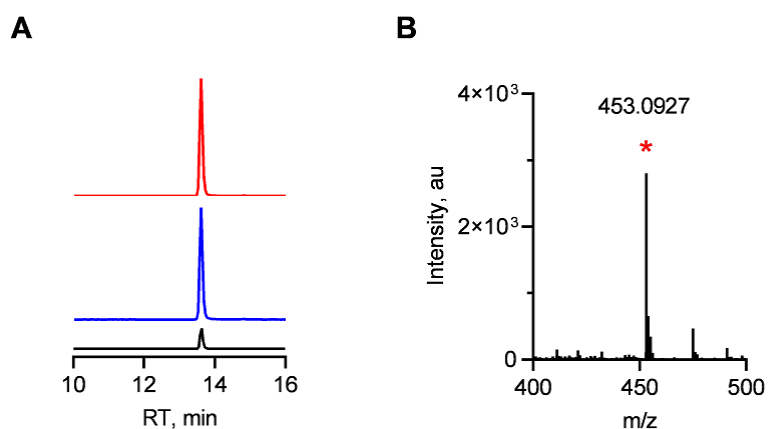 A
B
10 12 14 16
RT, min
4×10³
2×10³
0
Intensity, au
453.0927
*
400 450 500
m/z